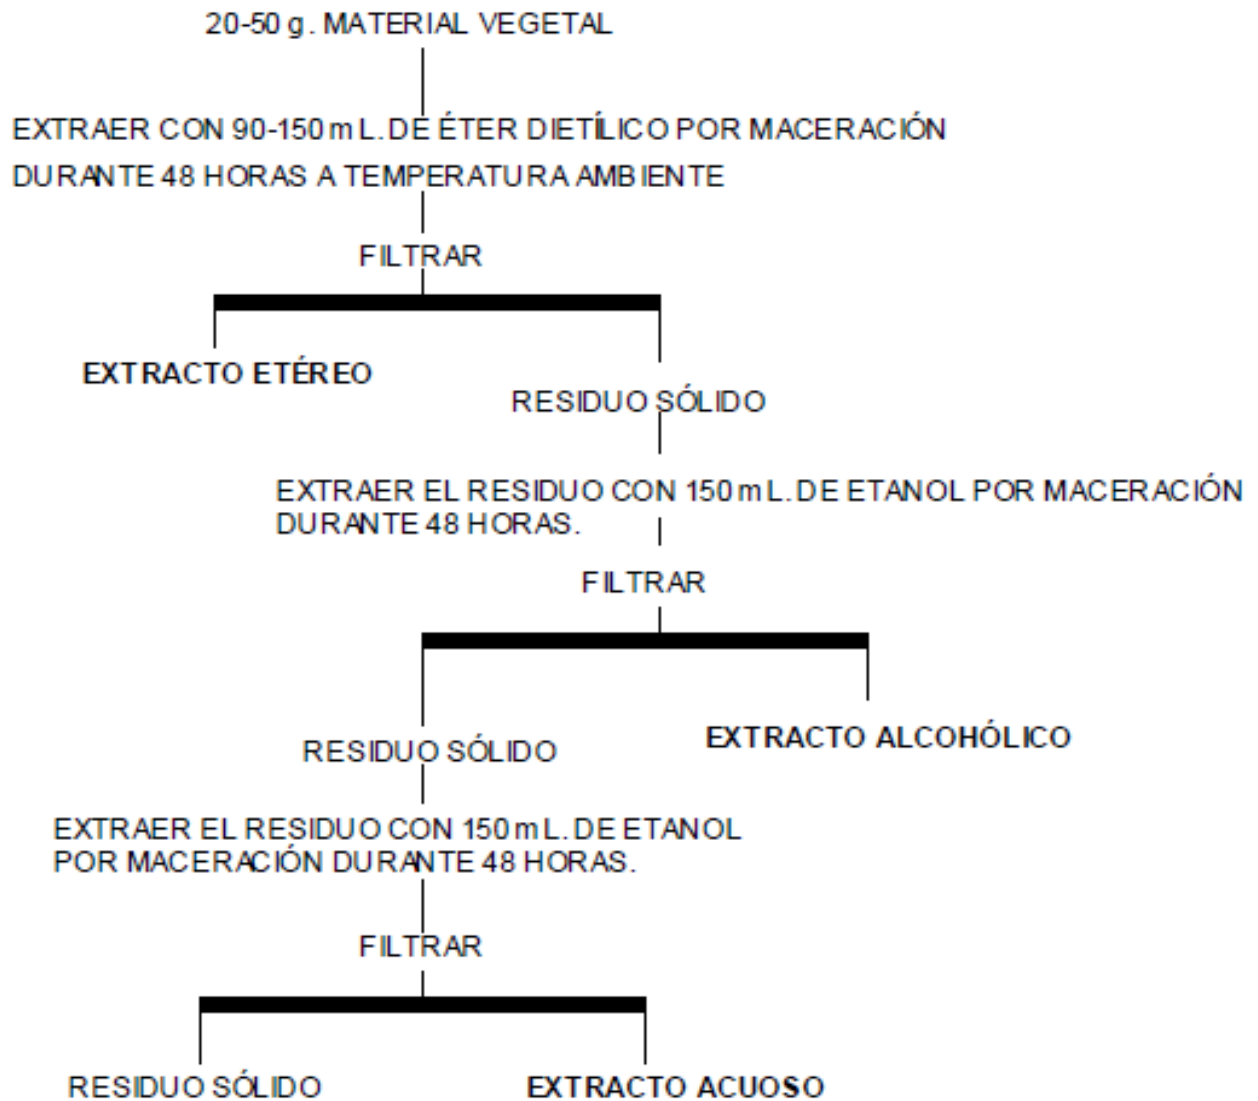 20-50 g. MATERIAL VEGETAL
EXTRAER CON 90-150 mL. DE ÉTER DIETÍLICO POR MACERACIÓN
DURANTE 48 HORAS A TEMPERATURA AMBIENTE
FILTRAR
EXTRACTO ETÉREO
RESIDUO SÓLIDO
EXTRAER EL RESIDUO CON 150 mL. DE ETANOL POR MACERACIÓN
DURANTE 48 HORAS.
FILTRAR
EXTRACTO ALCOHÓLICO
RESIDUO SÓLIDO
EXTRAER EL RESIDUO CON 150 mL. DE ETANOL
POR MACERACIÓN DURANTE 48 HORAS.
FILTRAR
RESIDUO SÓLIDO
EXTRACTO ACUOSO